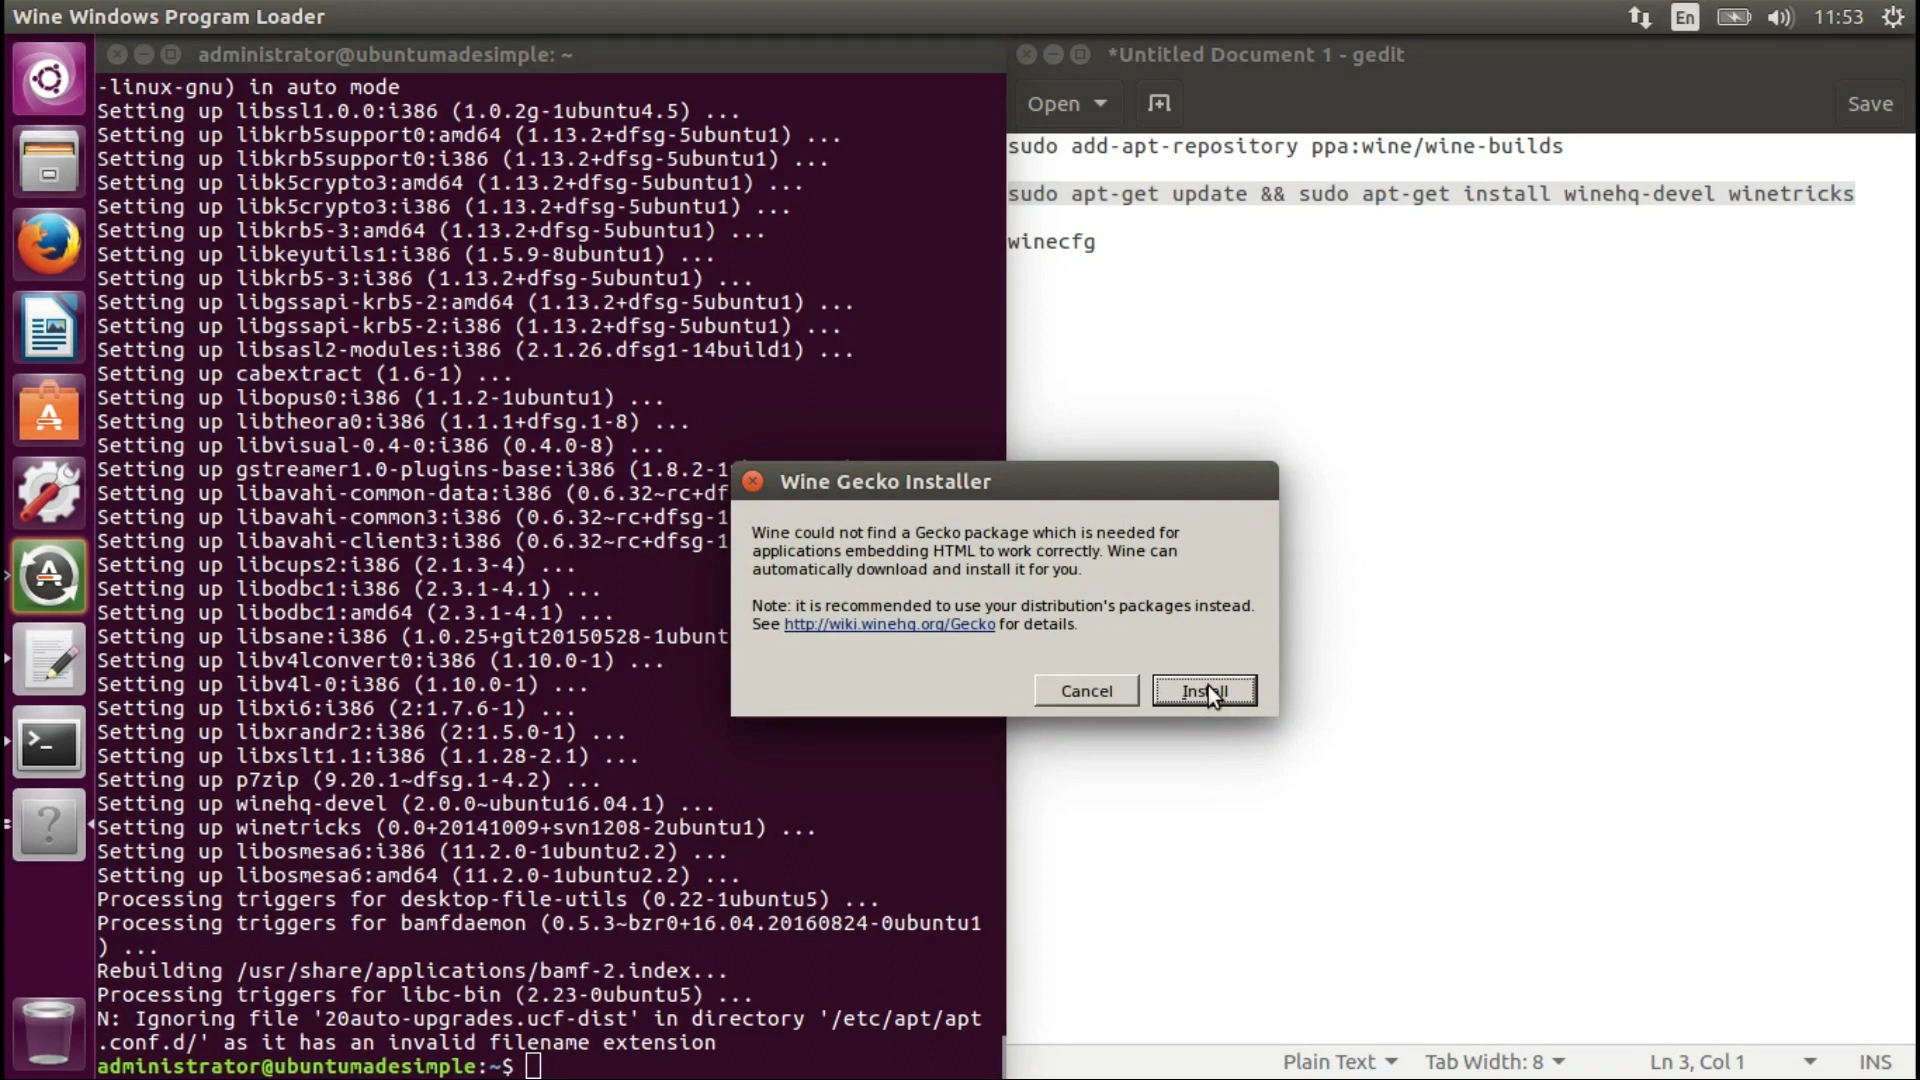 Wine Windows Program Loader
En
11:53
administrator@ubuntumadesimple: ~
-linux-gnu) in auto mode
Setting up libssl1.0.0:i386 (1.0.2g-1ubuntu4.5) ...
Setting up libkrb5support0:amd64 (1.13.2+dfsg-5ubuntu1) ...
Setting up libkrb5support0:i386 (1.13.2+dfsg-5ubuntu1) ...
Setting up libk5crypto3:amd64 (1.13.2+dfsg-5ubuntu1) ...
Setting up libk5crypto3:i386 (1.13.2+dfsg-5ubuntu1) ...
Setting up libkrb5-3:amd64 (1.13.2+dfsg-5ubuntu1) ...
Setting up libkeyutils1:i386 (1.5.9-8ubuntu1) ...
Setting up libkrb5-3:i386 (1.13.2+dfsg-5ubuntu1) ...
Setting up libgssapi-krb5-2:amd64 (1.13.2+dfsg-5ubuntu1) ...
Setting up libgssapi-krb5-2:i386 (1.13.2+dfsg-5ubuntu1) ...
Setting up libsasl2-modules:i386 (2.1.26.dfsg1-14build1) ...
Setting up cabextract (1.6-1) ...
Setting up libopus0:i386 (1.1.2-1ubuntu1) ...
Setting up libtheora0:i386 (1.1.1+dfsg.1-8) ...
Setting up libvisual-0.4-0:i386 (0.4.0-8) ...
Setting up gstreamer1.0-plugins-base:i386 (1.8.2-1
Setting up libavahi-common-data:i386 (0.6.32~rc+df
Setting up libavahi-common3:i386 (0.6.32~rc+dfsg-1
Setting up libavahi-client3:i386 (0.6.32~rc+dfsg-1
Setting up libcups2:i386 (2.1.3-4) ...
Setting up libodbc1:i386 (2.3.1-4.1) ...
Setting up libodbc1:amd64 (2.3.1-4.1) ...
Setting up libsane:i386 (1.0.25+git20150528-1ubunt
Setting up libv4lconvert0:i386 (1.10.0-1) ...
Setting up libv4l-0:i386 (1.10.0-1) ...
Setting up libxi6:i386 (2:1.7.6-1) ...
Setting up libxrandr2:i386 (2:1.5.0-1) ...
Setting up libxslt1.1:i386 (1.1.28-2.1) ...
Setting up p7zip (9.20.1~dfsg.1-4.2) ...
Setting up winehq-devel (2.0.0~ubuntu16.04.1) ...
Setting up winetricks (0.0+20141009+svn1208-2ubuntu1) ...
Setting up libosmesa6:i386 (11.2.0-1ubuntu2.2) ...
Setting up libosmesa6:amd64 (11.2.0-1ubuntu2.2) ...
Processing triggers for desktop-file-utils (0.22-1ubuntu5) ...
Processing triggers for bamfdaemon (0.5.3~bzr0+16.04.20160824-0ubuntu1
) ...
Rebuilding /usr/share/applications/bamf-2.index...
Processing triggers for libc-bin (2.23-0ubuntu5) ...
N: Ignoring file '20auto-upgrades.ucf-dist' in directory '/etc/apt/apt
.conf.d/' as it has an invalid filename extension
administrator@ubuntumadesimple:~$
*Untitled Document 1 - gedit
Open
Save
sudo add-apt-repository ppa:wine/wine-builds
sudo apt-get update && sudo apt-get install winehq-devel winetricks
winecfg
Wine Gecko Installer
Wine could not find a Gecko package which is needed for
applications embedding HTML to work correctly. Wine can
automatically download and install it for you.
Note: it is recommended to use your distribution's packages instead.
See http://wiki.winehq.org/Gecko for details.
Cancel
Install
Plain Text
Tab Width: 8
Ln 3, Col 1
INS